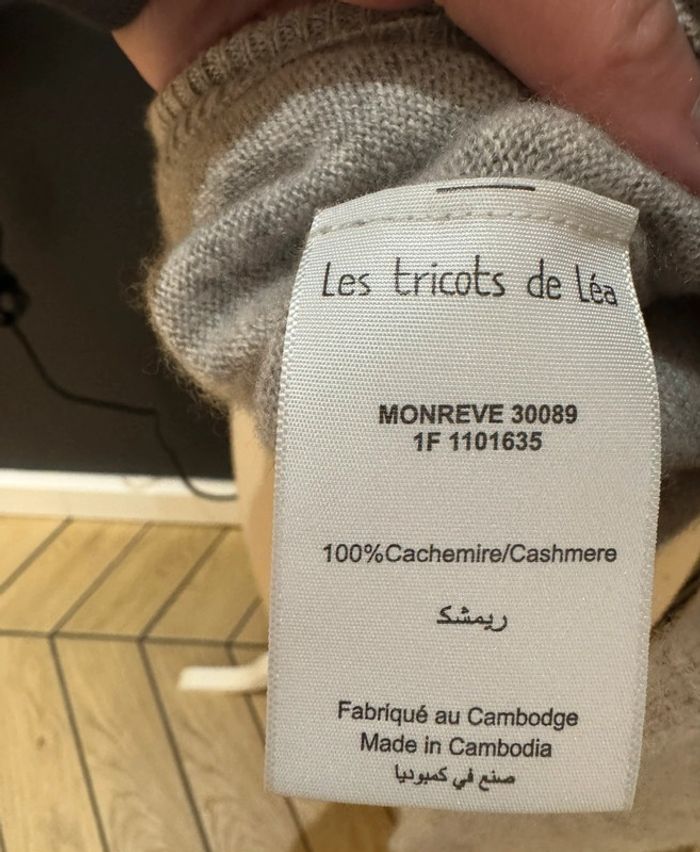 Les tricots de Léa
MONREVE 30089
1F 1101635
100%Cachemire/Cashmere
ريمشك
Fabriqué au Cambodge
Made in Cambodia
صنع في كمبوديا